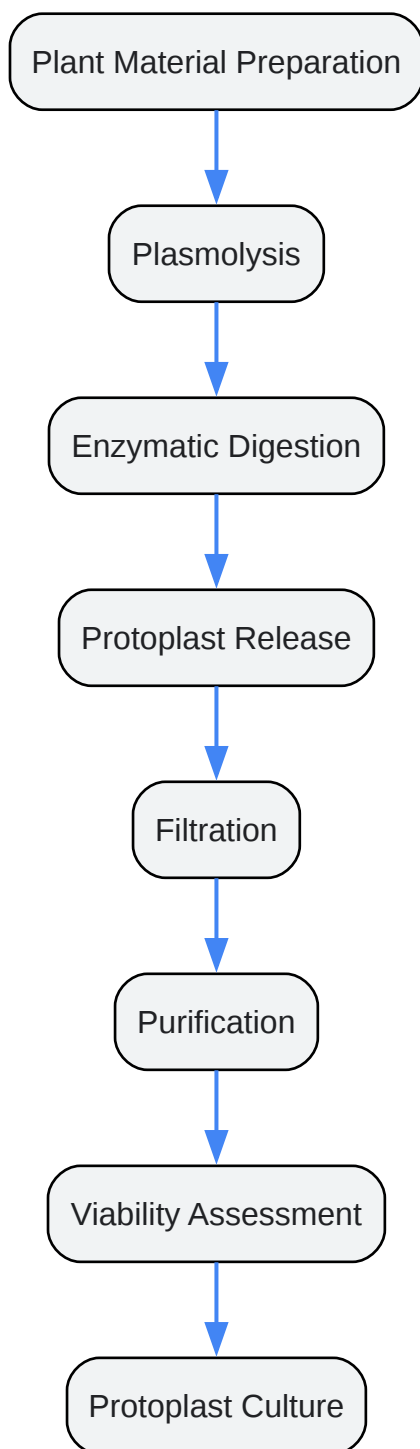 Plant Material Preparation
Plasmolysis
Enzymatic Digestion
Protoplast Release
Filtration
Purification
Viability Assessment
Protoplast Culture